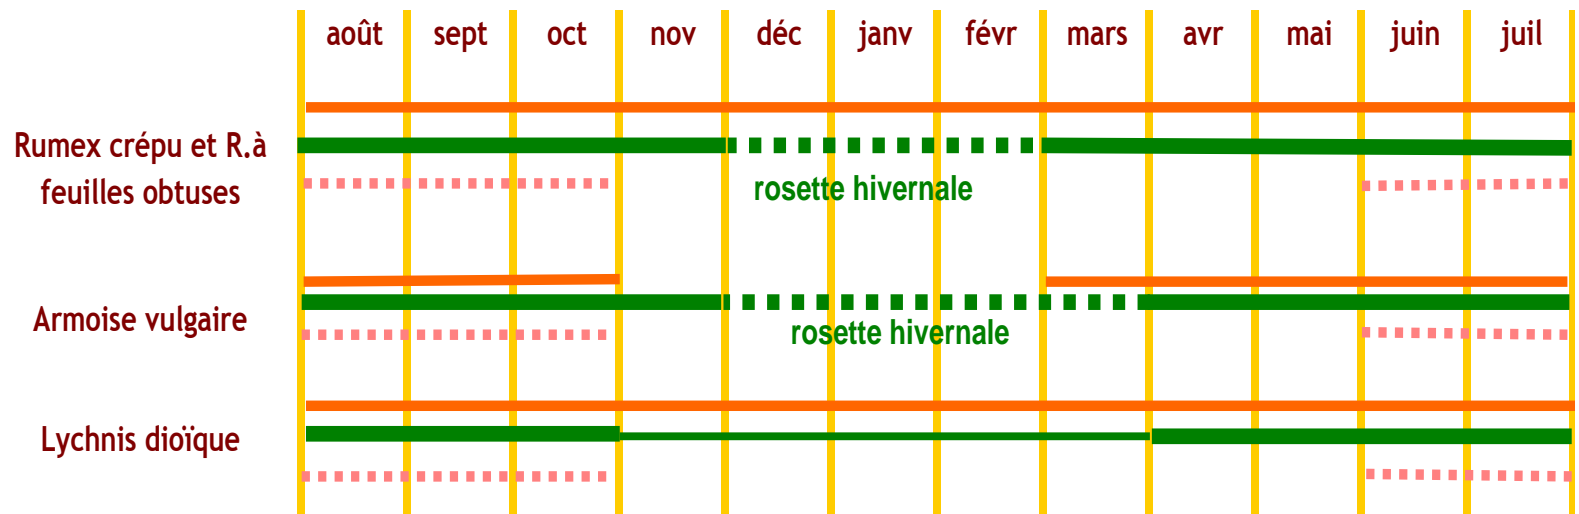 août sept oct nov déc janv févr mars avr mai juin juil
Rumex crépu et R.à
feuilles obtuses
rosette hivernale
Armoise vulgaire
rosette hivernale
Lychnis dioïque